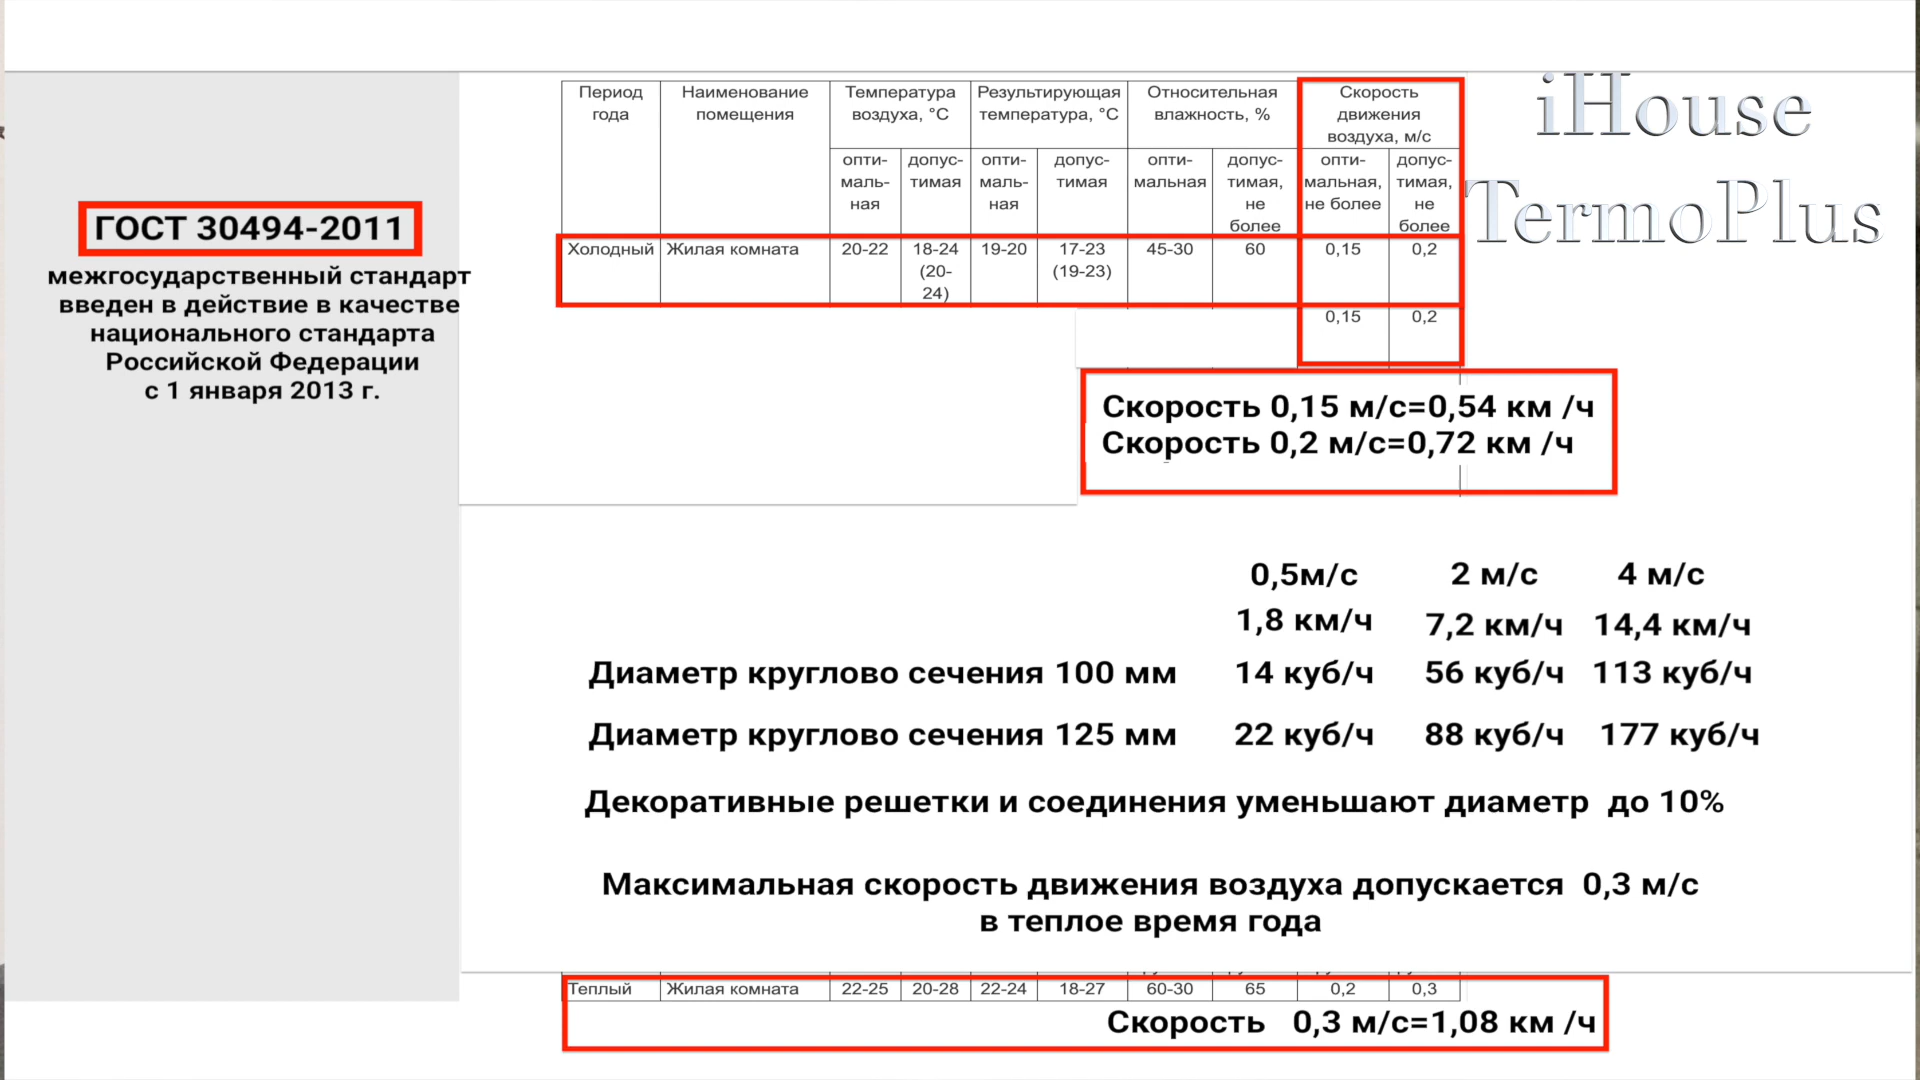 iHouse
TermoPlus
ГОСТ 30494-2011
межгосударственный стандарт
введен в действие в качестве
национального стандарта
Российской Федерации
с 1 января 2013 г.
Период года
Наименование помещения
Температура воздуха, °C
Результирующая температура, °C
Относительная влажность, %
Скорость движения воздуха, м/с
опти-
маль-
ная
допус-
тимая
опти-
маль-
ная
допус-
тимая
опти-
мальная
допус-
тимая,
не
более
опти-
мальная,
не более
допус-
тимая,
не
более
Холодный Жилая комната 20-22 18-24 19-20 17-23 45-30 60 0,15 0,2
(20- (19-23)
24)
0,15 0,2
Скорость 0,15 м/с=0,54 км /ч
Скорость 0,2 м/с=0,72 км /ч
0,5м/с 2 м/с 4 м/с
1,8 км/ч 7,2 км/ч 14,4 км/ч
Диаметр круглово сечения 100 мм 14 куб/ч 56 куб/ч 113 куб/ч
Диаметр круглово сечения 125 мм 22 куб/ч 88 куб/ч 177 куб/ч
Декоративные решетки и соединения уменьшают диаметр до 10%
Максимальная скорость движения воздуха допускается 0,3 м/с
в теплое время года
Теплый Жилая комната 22-25 20-28 22-24 18-27 60-30 65 0,2 0,3
Скорость 0,3 м/с=1,08 км /ч